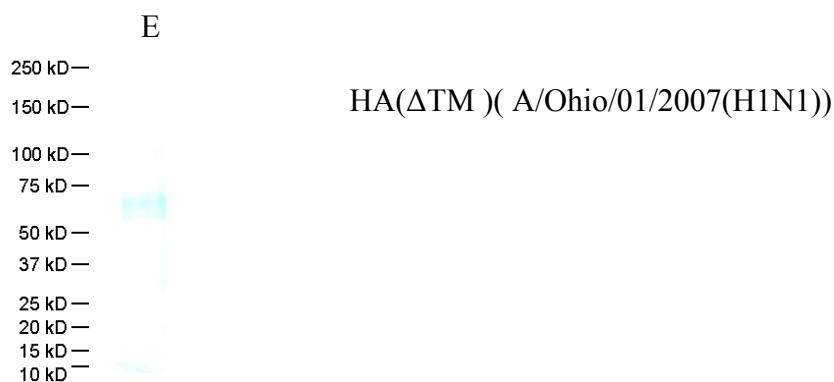 E
250 kD
HA(ΔTM )( A/Ohio/01/2007(H1N1))
150 kD
100 kD
75 kD
50 kD
37 kD
25 kD
20 kD
15 kD
10 kD